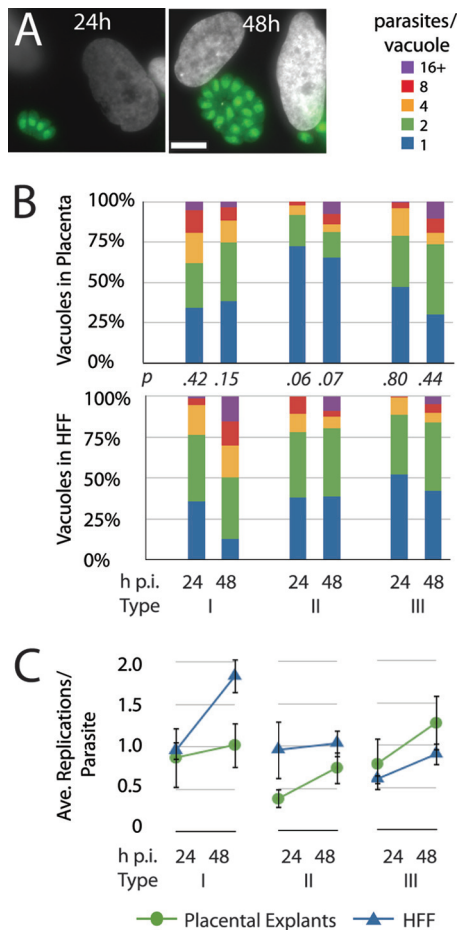 A
24h
48h
parasites/
vacuole
16+
8
4
2
1
B
Vacuoles in Placenta
100%
75%
50%
25%
0%
p .42 .15 .06 .07 .80 .44
Vacuoles in HFF
100%
75%
50%
25%
0%
h p.i. 24 48 24 48 24 48
Type I II III
C
Ave. Replications/
Parasite
2.0
1.5
1.0
0.5
0
h p.i. 24 48 24 48 24 48
Type I II III
Placental Explants HFF